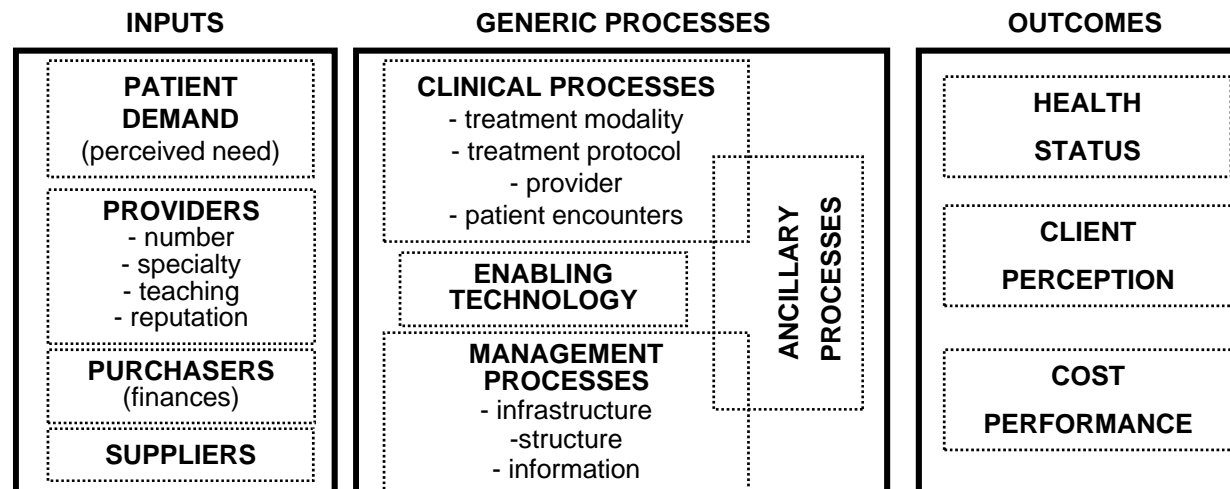 INPUTS
PATIENT
DEMAND
(perceived need)
PROVIDERS
- number
- specialty
- teaching
- reputation
PURCHASERS
(finances)
SUPPLIERS
GENERIC PROCESSES
CLINICAL PROCESSES
- treatment modality
- treatment protocol
- provider
- patient encounters
ENABLING
TECHNOLOGY
MANAGEMENT
PROCESSES
- infrastructure
-structure
- information
ANCILLARY
PROCESSES
OUTCOMES
HEALTH
STATUS
CLIENT
PERCEPTION
COST
PERFORMANCE